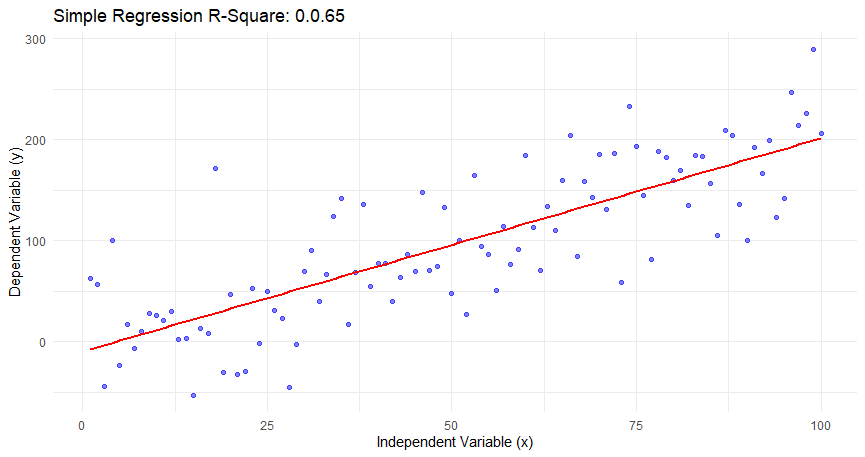 Simple Regression R-Square: 0.0.65
300
200
100
0
Dependent Variable (y)
0 25 50 75 100
Independent Variable (x)